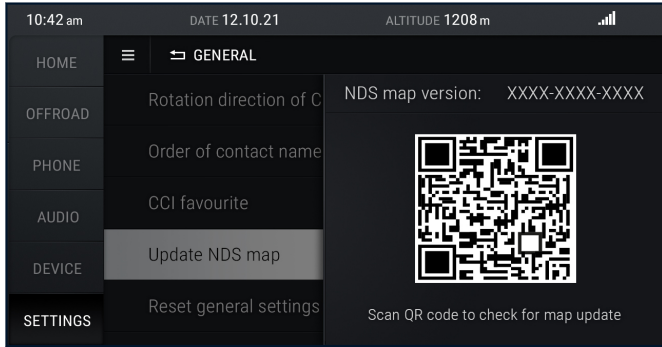 10:42 am DATE 12.10.21 ALTITUDE 1208 m
HOME
GENERAL
OFFROAD
Rotation direction of C
NDS map version: XXXX-XXXX-XXXX
PHONE
Order of contact name
AUDIO
CCI favourite
DEVICE
Update NDS map
SETTINGS
Reset general settings
Scan QR code to check for map update